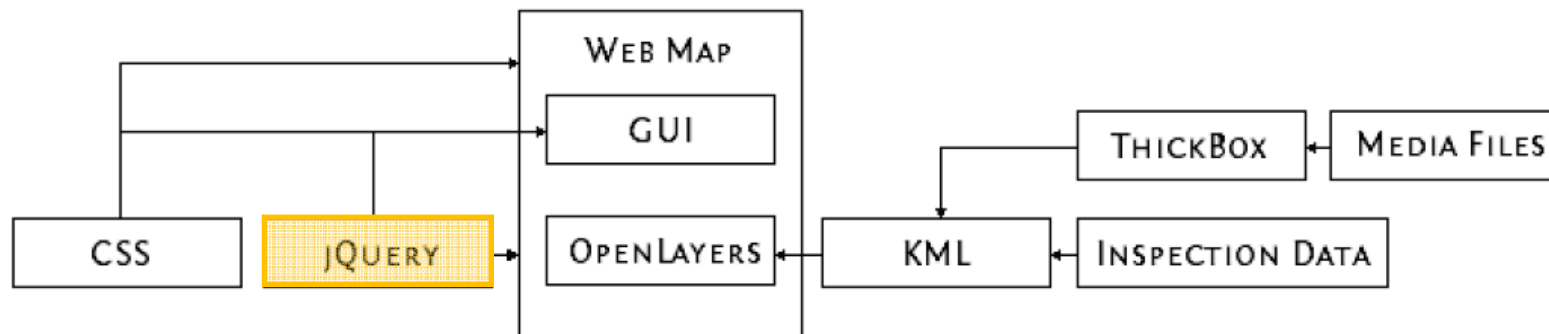 WEB MAP
GUI
THICKBOX
MEDIA FILES
CSS
JQUERY
OPENLAYERS
KML
INSPECTION DATA